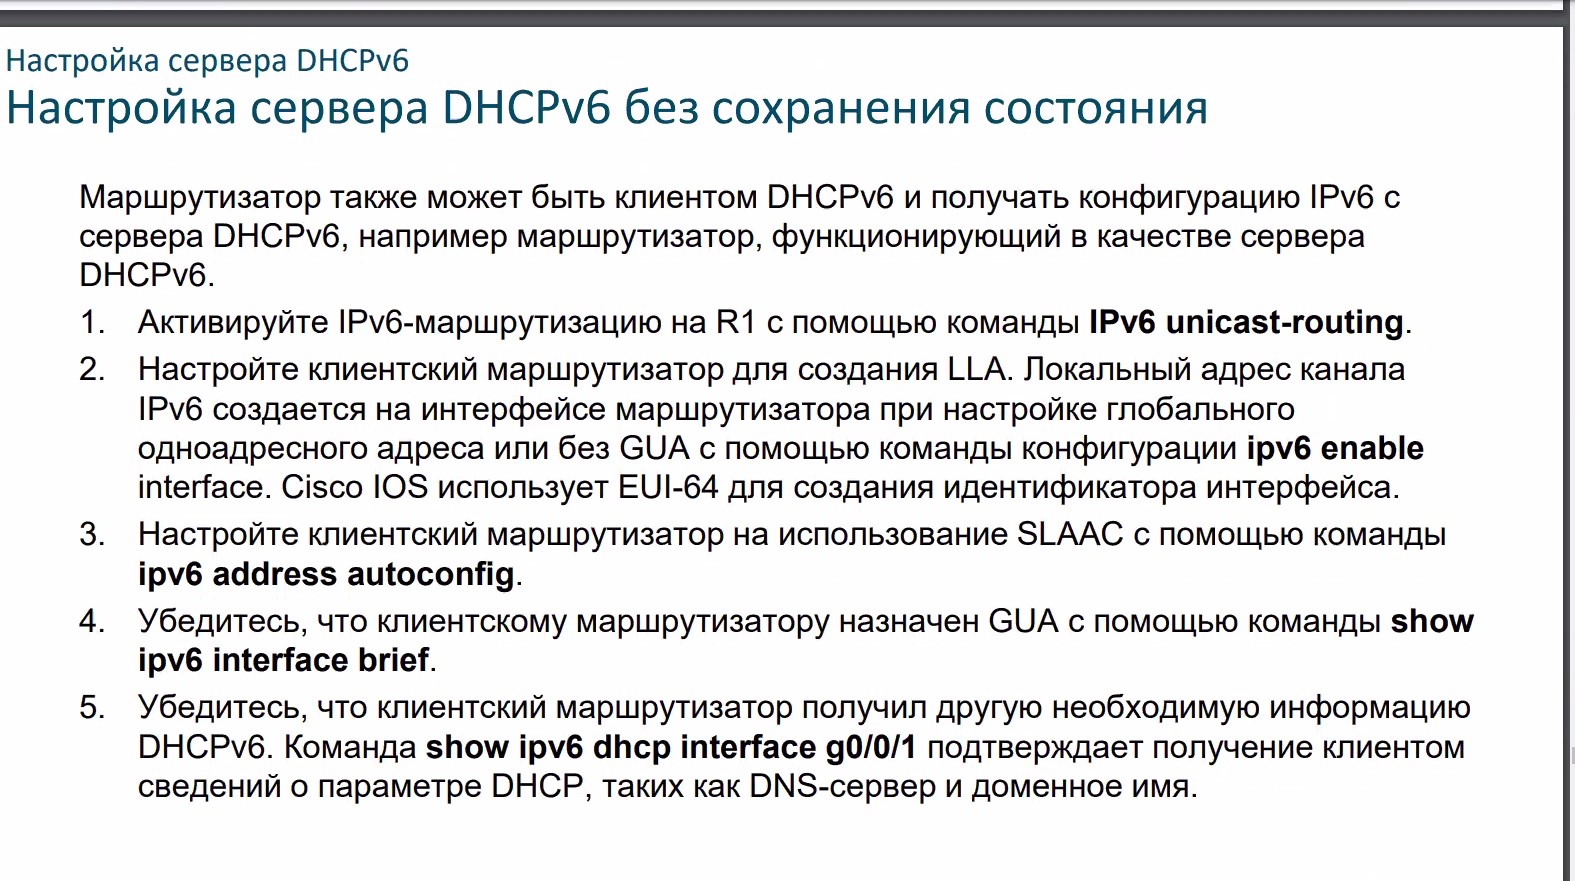 Настройка сервера DHCPv6
Настройка сервера DHCPv6 без сохранения состояния
Маршрутизатор также может быть клиентом DHCPv6 и получать конфигурацию IPv6 с
сервера DHCPv6, например маршрутизатор, функционирующий в качестве сервера
DHCPv6.
1. Активируйте IPv6-маршрутизацию на R1 с помощью команды IPv6 unicast-routing.
2. Настройте клиентский маршрутизатор для создания LLA. Локальный адрес канала
IPv6 создается на интерфейсе маршрутизатора при настройке глобального
одноадресного адреса или без GUA с помощью команды конфигурации ipv6 enable
interface. Cisco IOS использует EUI-64 для создания идентификатора интерфейса.
3. Настройте клиентский маршрутизатор на использование SLAAC с помощью команды
ipv6 address autoconfig.
4. Убедитесь, что клиентскому маршрутизатору назначен GUA с помощью команды show
ipv6 interface brief.
5. Убедитесь, что клиентский маршрутизатор получил другую необходимую информацию
DHCPv6. Команда show ipv6 dhcp interface g0/0/1 подтверждает получение клиентом
сведений о параметре DHCP, таких как DNS-сервер и доменное имя.